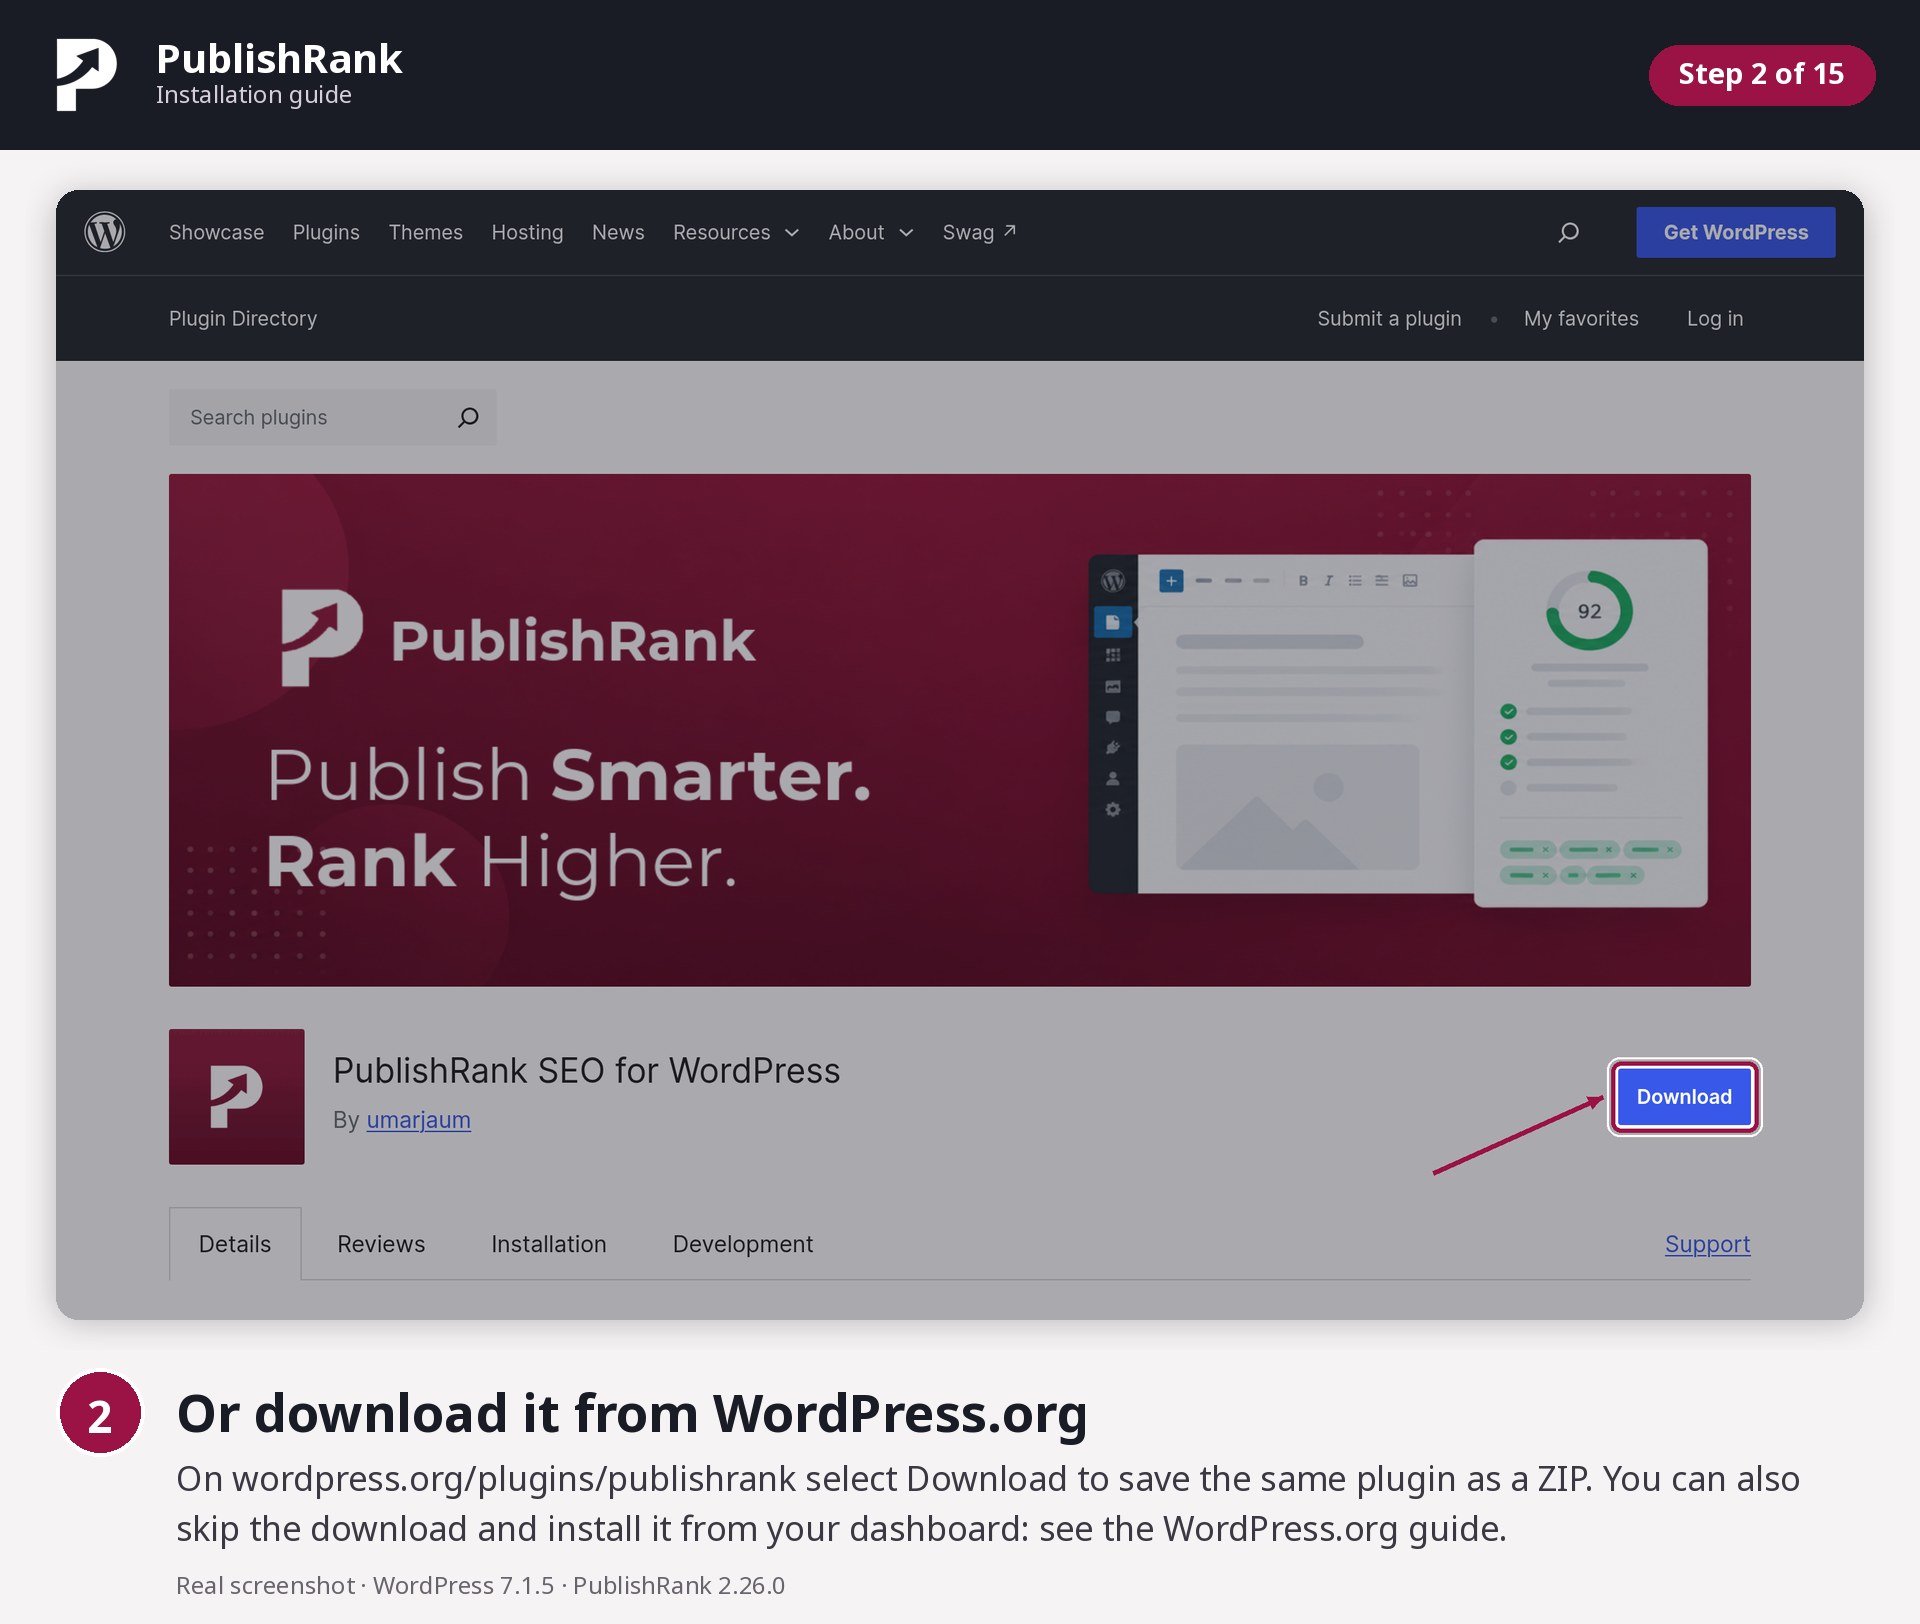 PublishRank
Installation guide
Step 2 of 15
Showcase Plugins Themes Hosting News Resources About Swag ↗ Get WordPress
Plugin Directory Submit a plugin • My favorites Log in
Search plugins
PublishRank
Publish Smarter.
Rank Higher.
B I
92
PublishRank SEO for WordPress
By umarjaum
Download
Details Reviews Installation Development Support
2 Or download it from WordPress.org
On wordpress.org/plugins/publishrank select Download to save the same plugin as a ZIP. You can also
skip the download and install it from your dashboard: see the WordPress.org guide.
Real screenshot · WordPress 7.1.5 · PublishRank 2.26.0